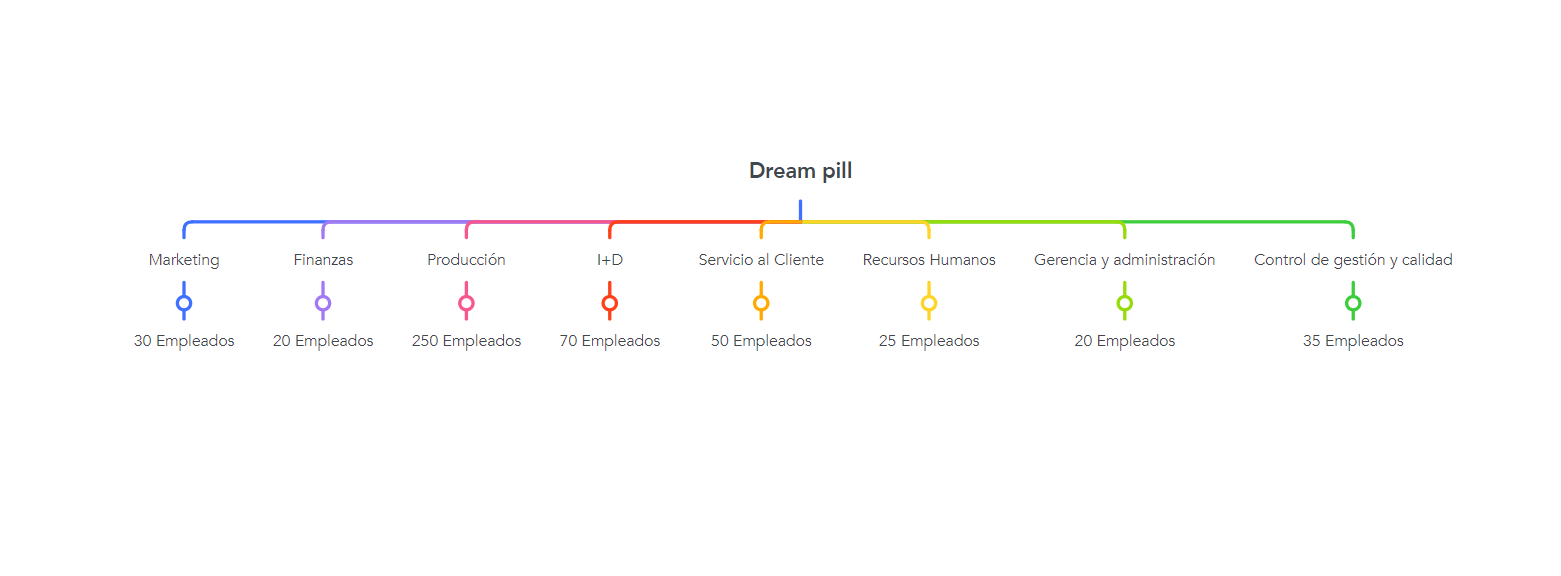 Dream pill
Marketing
Finanzas
Producción
I+D
Servicio al Cliente
Recursos Humanos
Gerencia y administración
Control de gestión y calidad
30 Empleados
20 Empleados
250 Empleados
70 Empleados
50 Empleados
25 Empleados
20 Empleados
35 Empleados